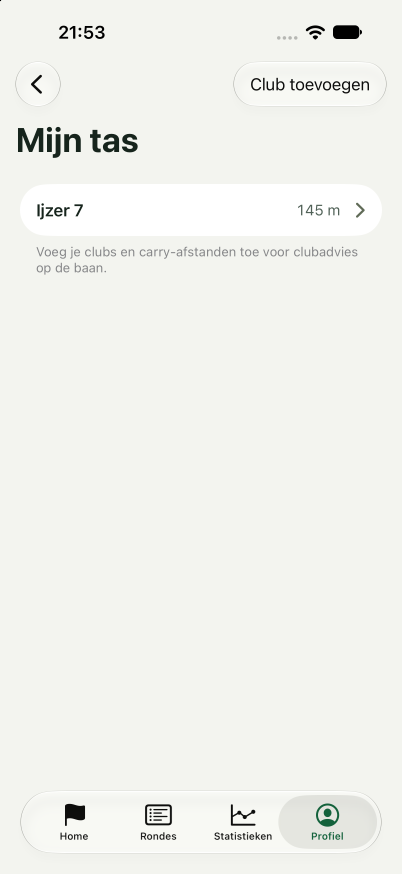 21:53
Club toevoegen
Mijn tas
Ijzer 7 145 m
Voeg je clubs en carry-afstanden toe voor clubadvies
op de baan.
Home Rondes Statistieken Profiel